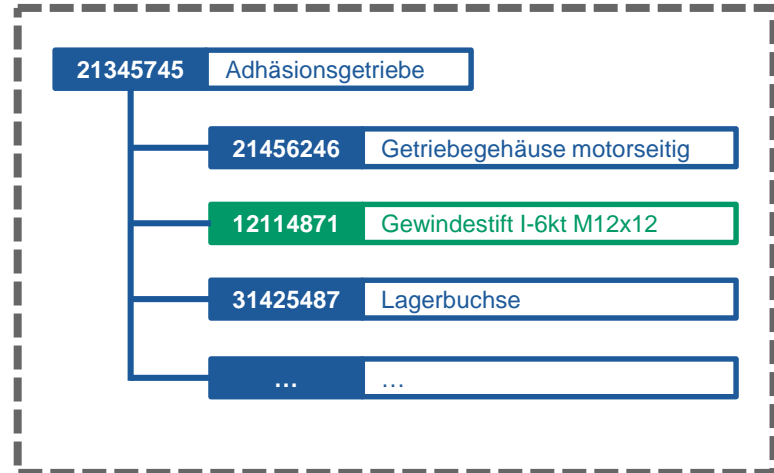 21345745 Adhäsionsgetriebe
21456246 Getriebegehäuse motorseitig
12114871 Gewindestift I-6kt M12x12
31425487 Lagerbuchse
… …